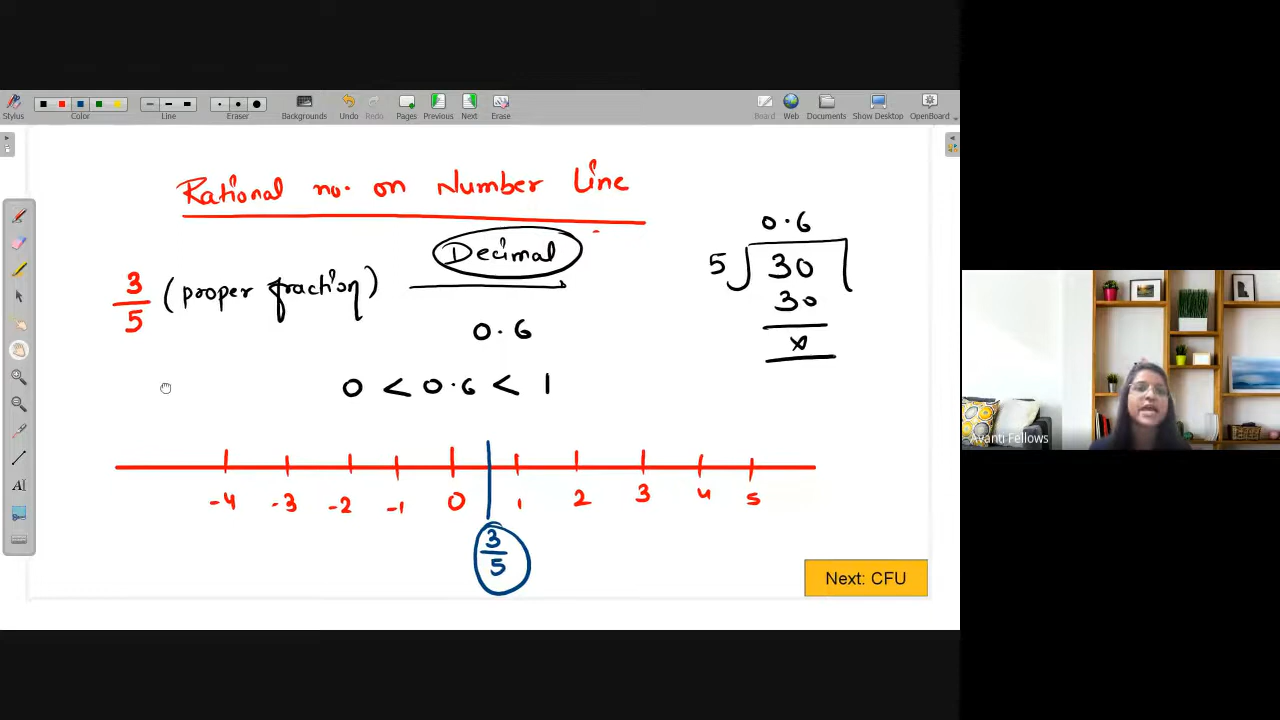 Stylus Color Line Eraser Backgrounds Undo Redo Pages Previous Next Erase Board Web Documents Show Desktop OpenBoard
Rational no. on Number Line
Decimal
3/5 (proper fraction)
0.6
0 < 0.6 < 1
0.6
5 30
30
x
-4 -3 -2 -1 0 1 2 3 4 5
3/5
Next: CFU
Avanti Fellows